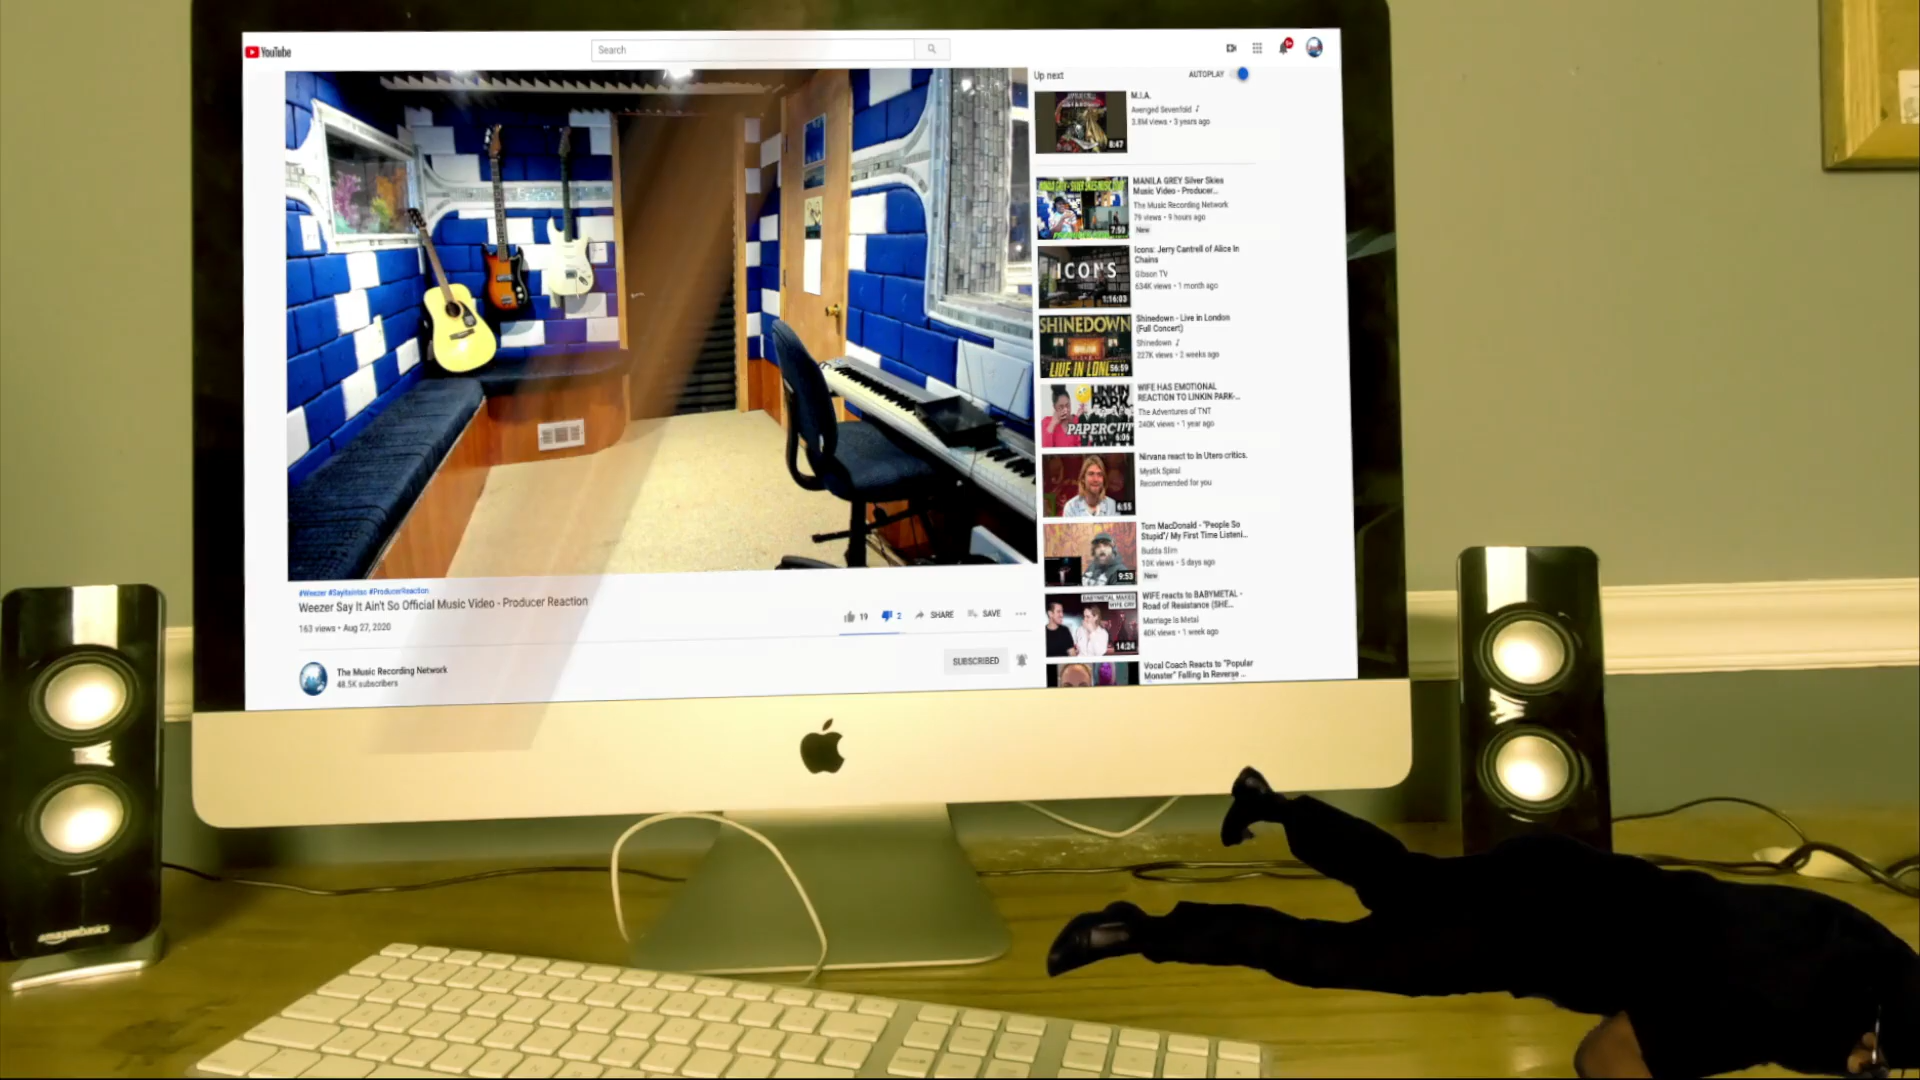 YouTube
Search
Up next
AUTOPLAY
M.I.A.
Avenged Sevenfold ♪
3.8M views • 3 years ago
8:47
MANILA GREY Silver Skies
Music Video - Producer...
The Music Recording Network
79 views • 9 hours ago
New
7:50
Icons: Jerry Cantrell of Alice In
Chains
Gibson TV
634K views • 1 month ago
ICONS
1:16:03
Shinedown - Live in London
(Full Concert)
Shinedown ♪
227K views • 2 weeks ago
SHINEDOWN
LIVE IN LON
56:59
WIFE HAS EMOTIONAL
REACTION TO LINKIN PARK-...
The Adventures of TNT
240K views • 1 year ago
LINKIN
PARK
PAPERCUT
6:06
Nirvana react to In Utero critics.
Mystik Spiral
Recommended for you
6:55
Tom MacDonald - "People So
Stupid"/ My First Time Listeni...
Budda Slim
10K views • 5 days ago
New
9:53
WIFE reacts to BABYMETAL -
Road of Resistance (SHE...
Marriage Is Metal
40K views • 1 week ago
BABYMETAL MAKES
WIFE CRY
14:24
Vocal Coach Reacts to "Popular
Monster" Falling In Reverse ...
#Weezer #SayItAintSo #ProducerReaction
Weezer Say It Ain't So Official Music Video - Producer Reaction
163 views • Aug 27, 2020
19
2
SHARE
SAVE
The Music Recording Network
48.5K subscribers
SUBSCRIBED
amazonbasics